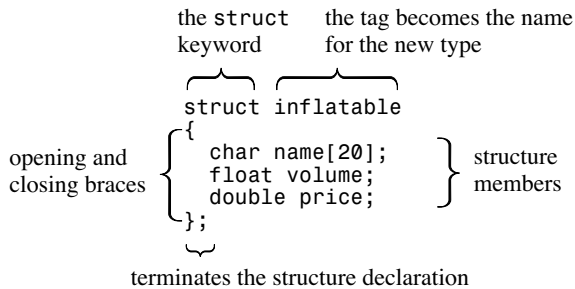 the struct
keyword
the tag becomes the name
for the new type
struct inflatable
{
char name[20];
float volume;
double price;
};
opening and
closing braces
structure
members
terminates the structure declaration